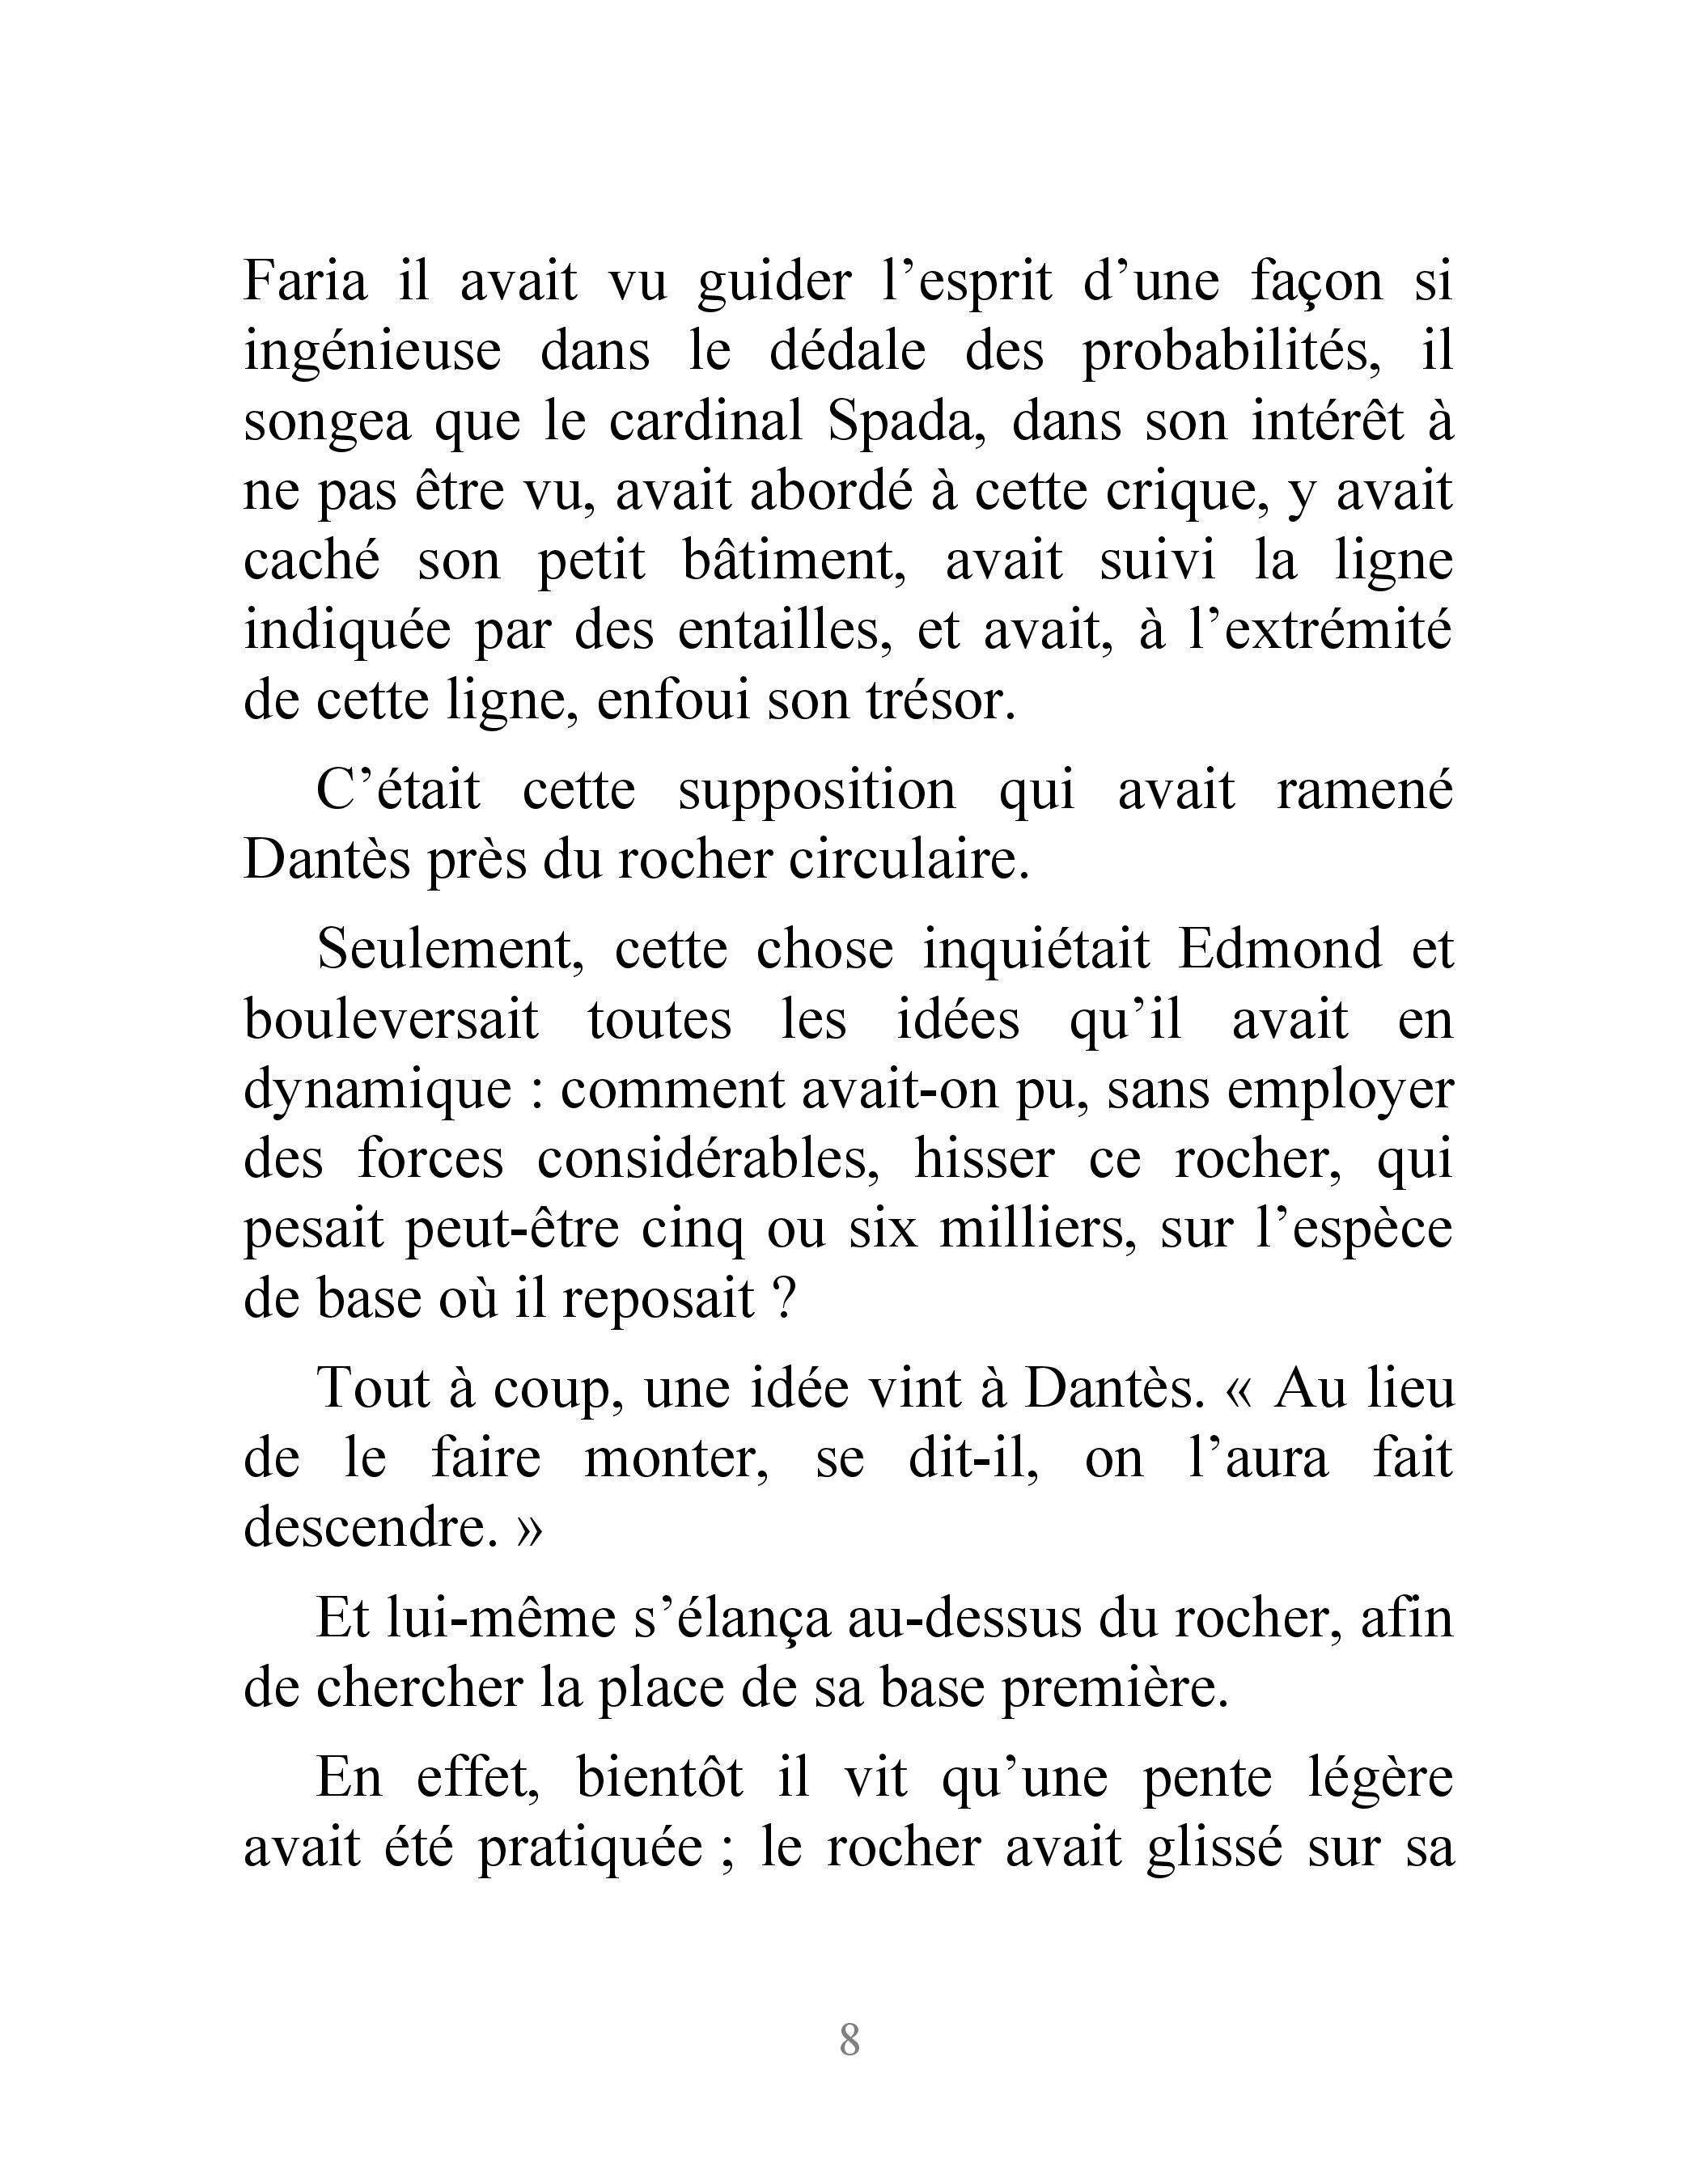 Faria il avait vu guider l’esprit d’une façon si
ingénieuse dans le dédale des probabilités, il
songea que le cardinal Spada, dans son intérêt à
ne pas être vu, avait abordé à cette crique, y avait
caché son petit bâtiment, avait suivi la ligne
indiquée par des entailles, et avait, à l’extrémité
de cette ligne, enfoui son trésor.
C’était cette supposition qui avait ramené
Dantès près du rocher circulaire.
Seulement, cette chose inquiétait Edmond et
bouleversait toutes les idées qu’il avait en
dynamique : comment avait-on pu, sans employer
des forces considérables, hisser ce rocher, qui
pesait peut-être cinq ou six milliers, sur l’espèce
de base où il reposait ?
Tout à coup, une idée vint à Dantès. « Au lieu
de le faire monter, se dit-il, on l’aura fait
descendre. »
Et lui-même s’élança au-dessus du rocher, afin
de chercher la place de sa base première.
En effet, bientôt il vit qu’une pente légère
avait été pratiquée ; le rocher avait glissé sur sa
8